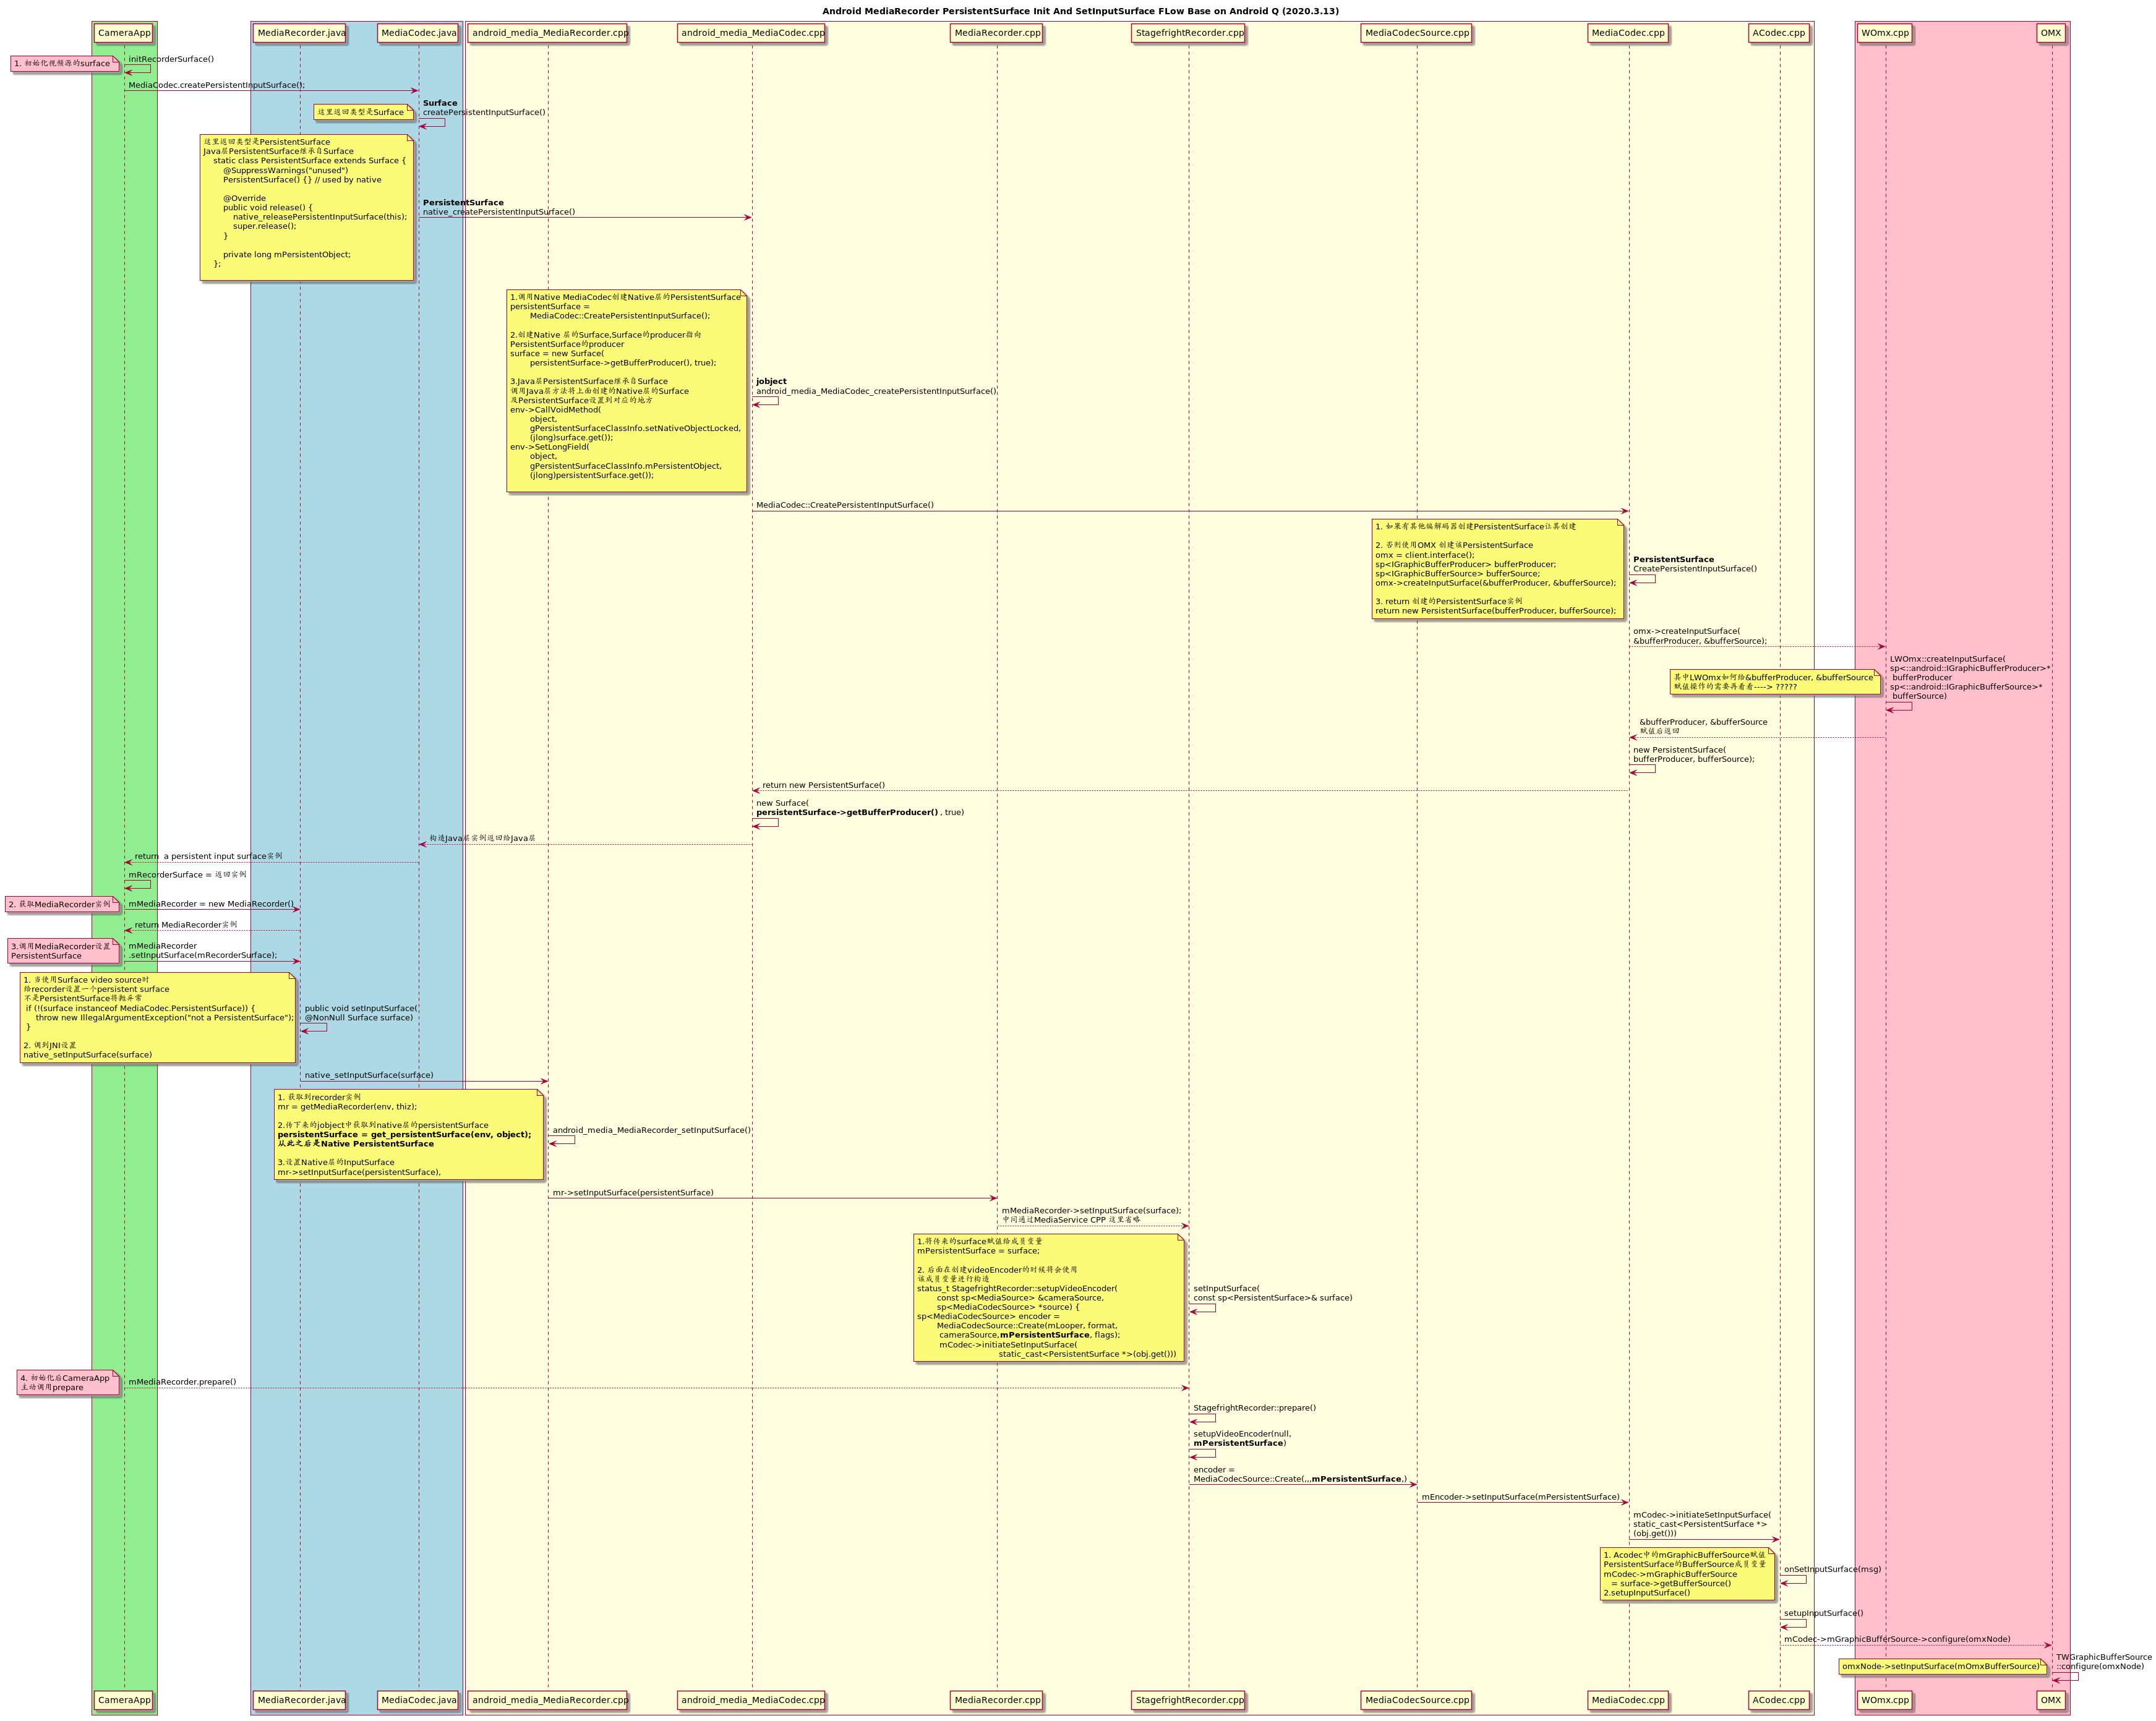 Android MediaRecorder PersistentSurface Init And SetInputSurface FLow Base on Android Q (2020.3.13)
CameraApp
MediaRecorder.java
MediaCodec.java
android_media_MediaRecorder.cpp
android_media_MediaCodec.cpp
MediaRecorder.cpp
StagefrightRecorder.cpp
MediaCodecSource.cpp
MediaCodec.cpp
ACodec.cpp
WOmx.cpp
OMX
1. 初始化视频源的surface
initRecorderSurface()
MediaCodec.createPersistentInputSurface();
这里返回类型是Surface
Surface
createPersistentInputSurface()
这里返回类型是PersistentSurface
Java层PersistentSurface继承自Surface
static class PersistentSurface extends Surface {
@SuppressWarnings("unused")
PersistentSurface() {} // used by native
@Override
public void release() {
native_releasePersistentInputSurface(this);
super.release();
}
private long mPersistentObject;
};
PersistentSurface
native_createPersistentInputSurface()
1.调用Native MediaCodec创建Native层的PersistentSurface
persistentSurface =
MediaCodec::CreatePersistentInputSurface();
2.创建Native 层的Surface,Surface的producer指向
PersistentSurface的producer
surface = new Surface(
persistentSurface->getBufferProducer(), true);
3.Java层PersistentSurface继承自Surface
调用Java层方法将上面创建的Native层的Surface
及PersistentSurface设置到对应的地方
env->CallVoidMethod(
object,
gPersistentSurfaceClassInfo.setNativeObjectLocked,
(jlong)surface.get());
env->SetLongField(
object,
gPersistentSurfaceClassInfo.mPersistentObject,
(jlong)persistentSurface.get());
jobject
android_media_MediaCodec_createPersistentInputSurface()
MediaCodec::CreatePersistentInputSurface()
1. 如果有其他编解码器创建PersistentSurface让其创建
2. 否则使用OMX 创建该PersistentSurface
omx = client.interface();
sp<IGraphicBufferProducer> bufferProducer;
sp<IGraphicBufferSource> bufferSource;
omx->createInputSurface(&bufferProducer, &bufferSource);
3. return 创建的PersistentSurface实例
return new PersistentSurface(bufferProducer, bufferSource);
PersistentSurface
CreatePersistentInputSurface()
omx->createInputSurface(
&bufferProducer, &bufferSource);
其中LWOmx如何给&bufferProducer, &bufferSource
赋值操作的需要再看看----> ?????
LWOmx::createInputSurface(
sp<::android::IGraphicBufferProducer>*
bufferProducer
sp<::android::IGraphicBufferSource>*
bufferSource)
&bufferProducer, &bufferSource
赋值后返回
new PersistentSurface(
bufferProducer, bufferSource);
return new PersistentSurface()
new Surface(
persistentSurface->getBufferProducer() , true)
构造Java层实例返回给Java层
return  a persistent input surface实例
mRecorderSurface = 返回实例
2. 获取MediaRecorder实例
mMediaRecorder = new MediaRecorder()
return MediaRecorder实例
3.调用MediaRecorder设置
PersistentSurface
mMediaRecorder
.setInputSurface(mRecorderSurface);
1. 当使用Surface video source时
给recorder设置一个persistent surface
不是PersistentSurface将抛异常
if (!(surface instanceof MediaCodec.PersistentSurface)) {
throw new IllegalArgumentException("not a PersistentSurface");
}
2. 调到JNI设置
native_setInputSurface(surface)
public void setInputSurface(
@NonNull Surface surface)
native_setInputSurface(surface)
1. 获取到recorder实例
mr = getMediaRecorder(env, thiz);
2.传下来的jobject中获取到native层的persistentSurface
persistentSurface = get_persistentSurface(env, object);
从此之后是Native PersistentSurface
3.设置Native层的InputSurface
mr->setInputSurface(persistentSurface),
android_media_MediaRecorder_setInputSurface()
mr->setInputSurface(persistentSurface)
mMediaRecorder->setInputSurface(surface);
中间通过MediaService CPP 这里省略
1.将传来的surface赋值给成员变量
mPersistentSurface = surface;
2. 后面在创建videoEncoder的时候将会使用
该成员变量进行构造
status_t StagefrightRecorder::setupVideoEncoder(
const sp<MediaSource> &cameraSource,
sp<MediaCodecSource> *source) {
sp<MediaCodecSource> encoder =
MediaCodecSource::Create(mLooper, format,
cameraSource,mPersistentSurface, flags);
mCodec->initiateSetInputSurface(
static_cast<PersistentSurface *>(obj.get()))
setInputSurface(
const sp<PersistentSurface>& surface)
4. 初始化后CameraApp
主动调用prepare
mMediaRecorder.prepare()
StagefrightRecorder::prepare()
setupVideoEncoder(null,
mPersistentSurface)
encoder =
MediaCodecSource::Create(,,,mPersistentSurface,)
mEncoder->setInputSurface(mPersistentSurface)
mCodec->initiateSetInputSurface(
static_cast<PersistentSurface *>
(obj.get()))
1. Acodec中的mGraphicBufferSource赋值
PersistentSurface的BufferSource成员变量
mCodec->mGraphicBufferSource
= surface->getBufferSource()
2.setupInputSurface()
onSetInputSurface(msg)
setupInputSurface()
mCodec->mGraphicBufferSource->configure(omxNode)
omxNode->setInputSurface(mOmxBufferSource)
TWGraphicBufferSource
::configure(omxNode)
CameraApp
MediaRecorder.java
MediaCodec.java
android_media_MediaRecorder.cpp
android_media_MediaCodec.cpp
MediaRecorder.cpp
StagefrightRecorder.cpp
MediaCodecSource.cpp
MediaCodec.cpp
ACodec.cpp
WOmx.cpp
OMX